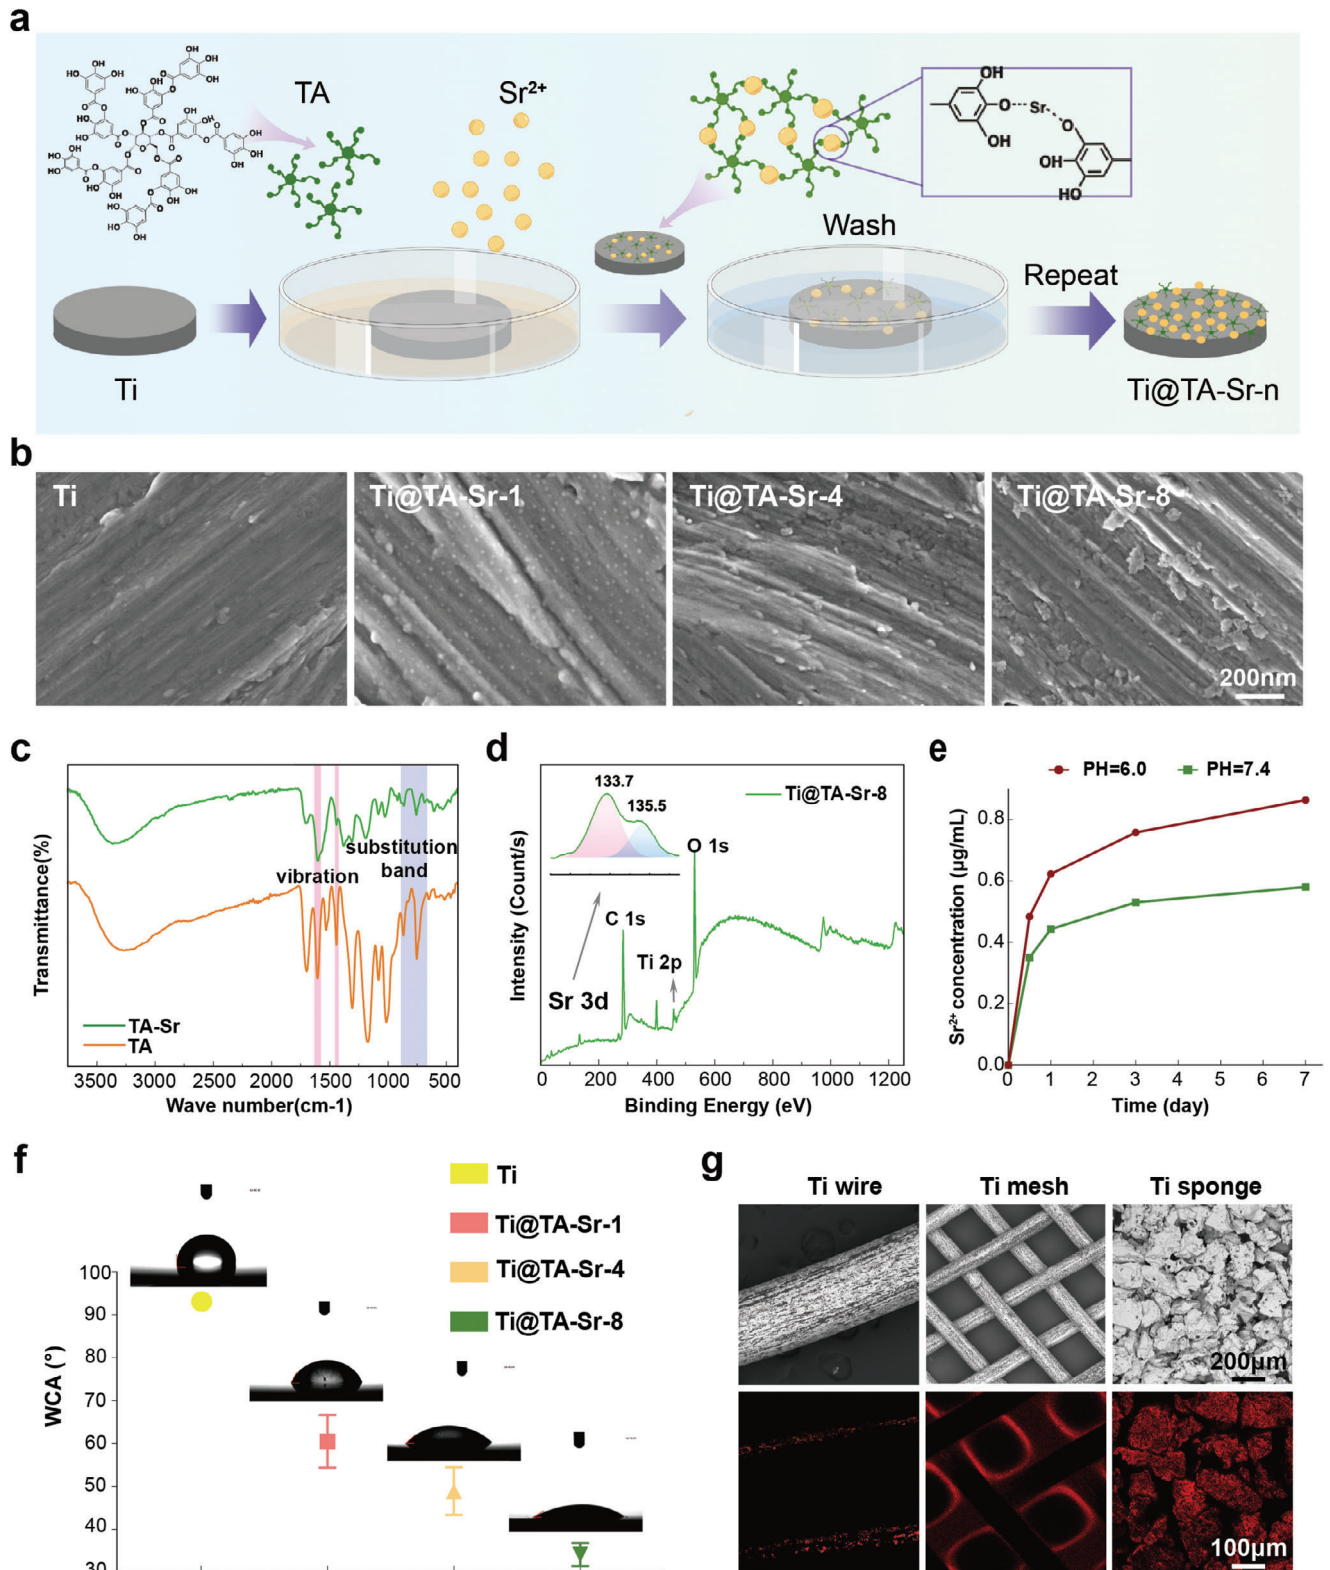 a
TA
Sr²⁺
OH
O
Sr
O
OH
OH
HO
Wash
Repeat
Ti
Ti@TA-Sr-n
b
Ti
Ti@TA-Sr-1
Ti@TA-Sr-4
Ti@TA-Sr-8
200nm
c
Transmittance(%)
vibration
substitution
band
TA-Sr
TA
3500 3000 2500 2000 1500 1000 500
Wave number(cm-1)
d
133.7
135.5
Ti@TA-Sr-8
O 1s
C 1s
Ti 2p
Sr 3d
Intensity (Count/s)
0 200 400 600 800 1000 1200
Binding Energy (eV)
e
PH=6.0 PH=7.4
Sr²⁺ concentration (μg/mL)
0.8
0.6
0.4
0.2
0.0
0 1 2 3 4 5 6 7
Time (day)
f
Ti
Ti@TA-Sr-1
Ti@TA-Sr-4
Ti@TA-Sr-8
WCA (°)
100
90
80
70
60
50
40
30
g
Ti wire
Ti mesh
Ti sponge
200μm
100μm